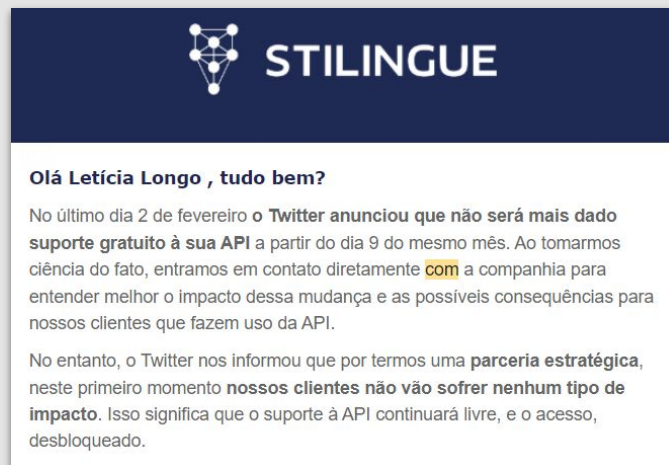 STILINGUE
Olá Letícia Longo , tudo bem?
No último dia 2 de fevereiro o Twitter anunciou que não será mais dado
suporte gratuito à sua API a partir do dia 9 do mesmo mês. Ao tomarmos
ciência do fato, entramos em contato diretamente com a companhia para
entender melhor o impacto dessa mudança e as possíveis consequências para
nossos clientes que fazem uso da API.
No entanto, o Twitter nos informou que por termos uma parceria estratégica,
neste primeiro momento nossos clientes não vão sofrer nenhum tipo de
impacto. Isso significa que o suporte à API continuará livre, e o acesso,
desbloqueado.